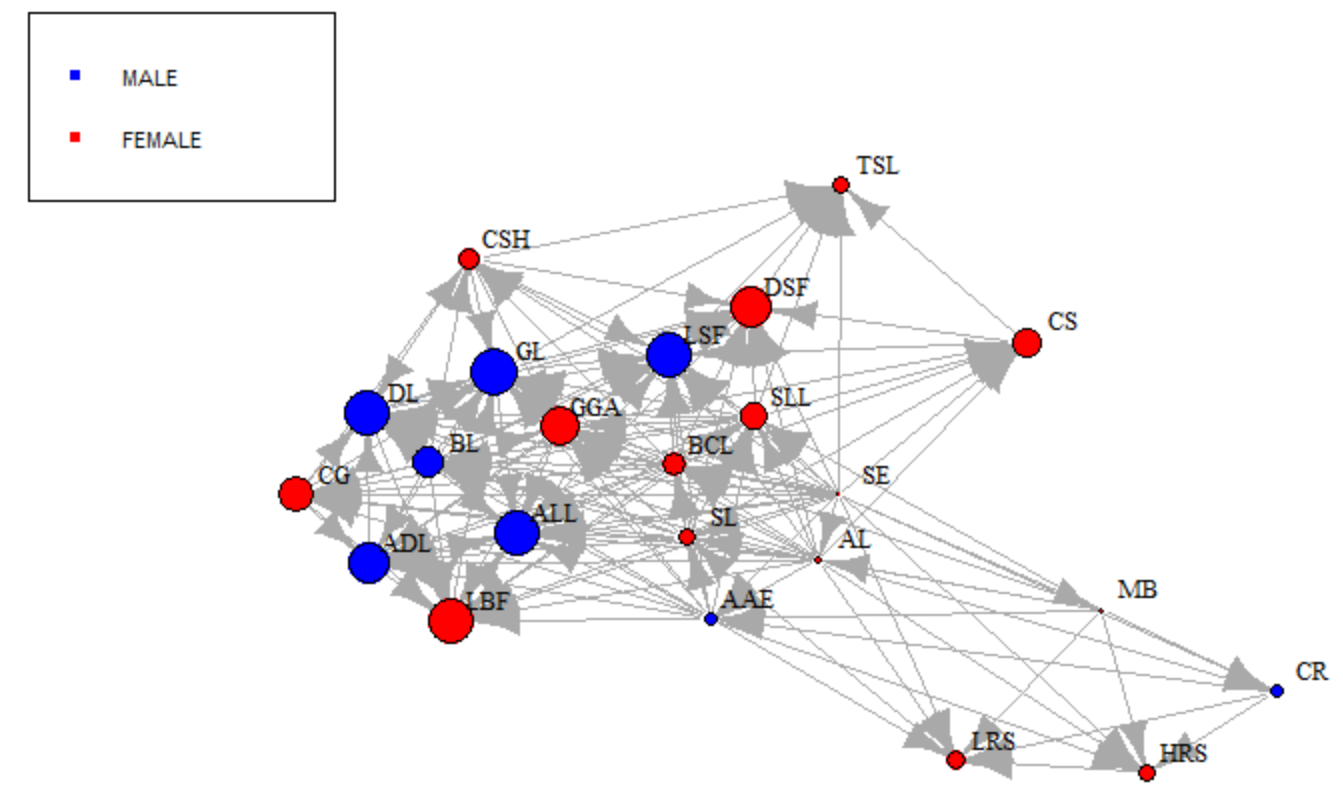 MALE
FEMALE
TSL
CSH
DSF
CS
LSF
GL
DL
SLL
GGA
BL
BCL
CG
SE
ALL
SL
ADL
AL
MB
LBF
AAE
CR
LRS
HRS